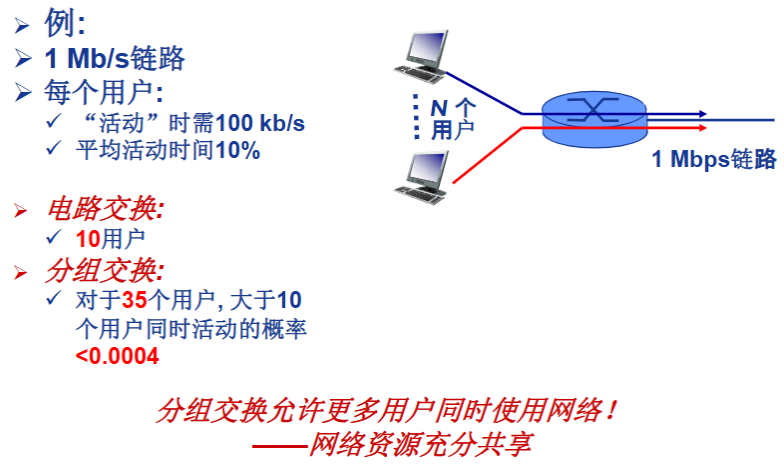 例:
1 Mb/s链路
每个用户:
“活动”时需100 kb/s
平均活动时间10%
N 个
用户
1 Mbps链路
电路交换:
10用户
分组交换:
对于35个用户, 大于10
个用户同时活动的概率
<0.0004
分组交换允许更多用户同时使用网络！
——网络资源充分共享